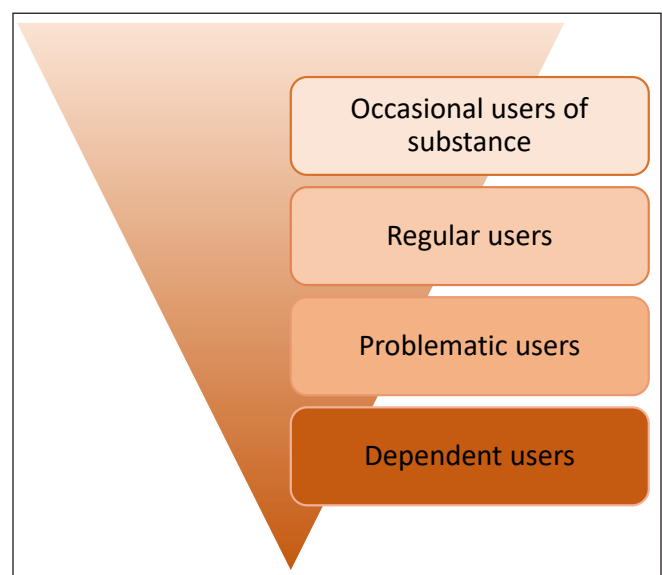 Occasional users of
substance
Regular users
Problematic users
Dependent users